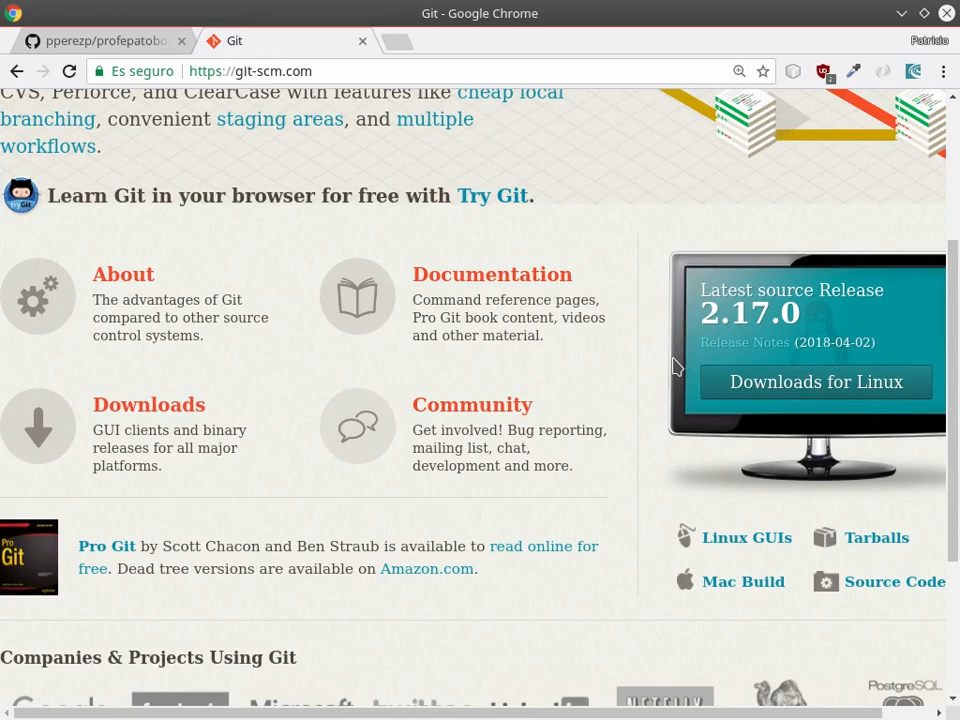 Git - Google Chrome
pperezp/profepatobo
Git
Patricio
Es seguro
https://git-scm.com
2
CVS, Perforce, and ClearCase with features like cheap local
branching, convenient staging areas, and multiple
workflows.
Try Git
Learn Git in your browser for free with Try Git.
About
The advantages of Git
compared to other source
control systems.
Documentation
Command reference pages,
Pro Git book content, videos
and other material.
Latest source Release
2.17.0
Release Notes (2018-04-02)
Downloads for Linux
Downloads
GUI clients and binary
releases for all major
platforms.
Community
Get involved! Bug reporting,
mailing list, chat,
development and more.
Pro
Git
Pro Git by Scott Chacon and Ben Straub is available to read online for
free. Dead tree versions are available on Amazon.com.
Linux GUIs
Tarballs
Mac Build
Source Code
Companies & Projects Using Git
Google
Microsoft
twitter
NETFLIX
PostgreSQL